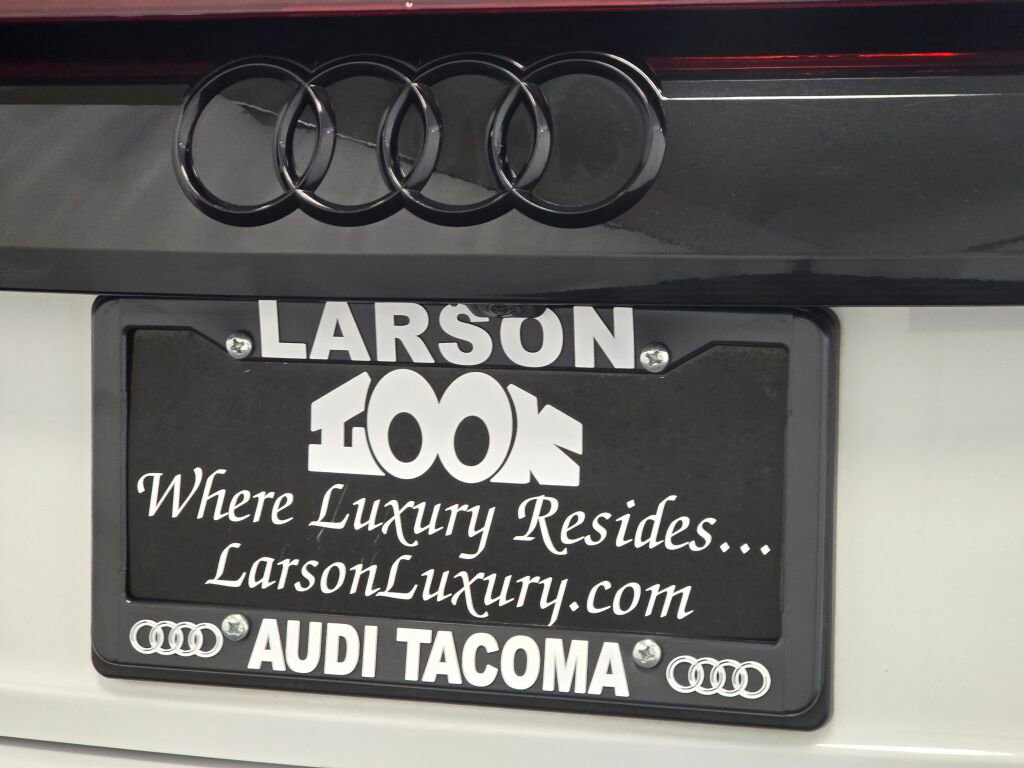 LARSON
LOOK
Where Luxury Resides...
LarsonLuxury.com
AUDI TACOMA